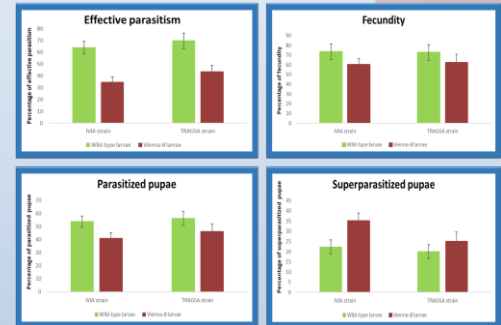 Effective parasitism
Percentage of effective parasitism
80
70
60
50
40
30
20
10
0
IVIA strain
TRAGSA strain
Wild-type larvae
Vienna-8 larvae
Fecundity
Percentage of fecundity
90
80
70
60
50
40
30
20
10
0
IVIA strain
TRAGSA strain
Wild-type larvae
Vienna-8 larvae
Parasitized pupae
Percentage of parasitized pupae
70
60
50
40
30
20
10
0
IVIA strain
TRAGSA strain
Wild-type larvae
Vienna-8 larvae
Superparasitized pupae
Percentage of superparasitized pupae
45
40
35
30
25
20
15
10
5
0
IVIA strain
TRAGSA strain
Wild-type larvae
Vienna-8 larvae